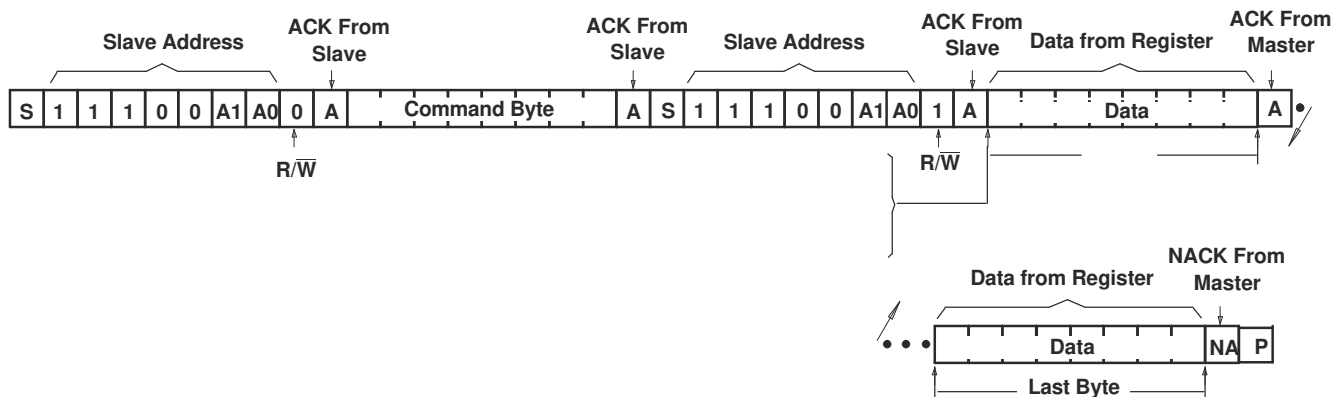 Slave Address
ACK From
Slave
ACK From
Slave
Slave Address
ACK From
Slave
Data from Register
ACK From
Master
S 1 1 1 0 0 A1 A0 0 A Command Byte A S 1 1 1 0 0 A1 A0 1 A Data A
R/W̅
R/W̅
Data from Register
NACK From
Master
Data NA P
Last Byte